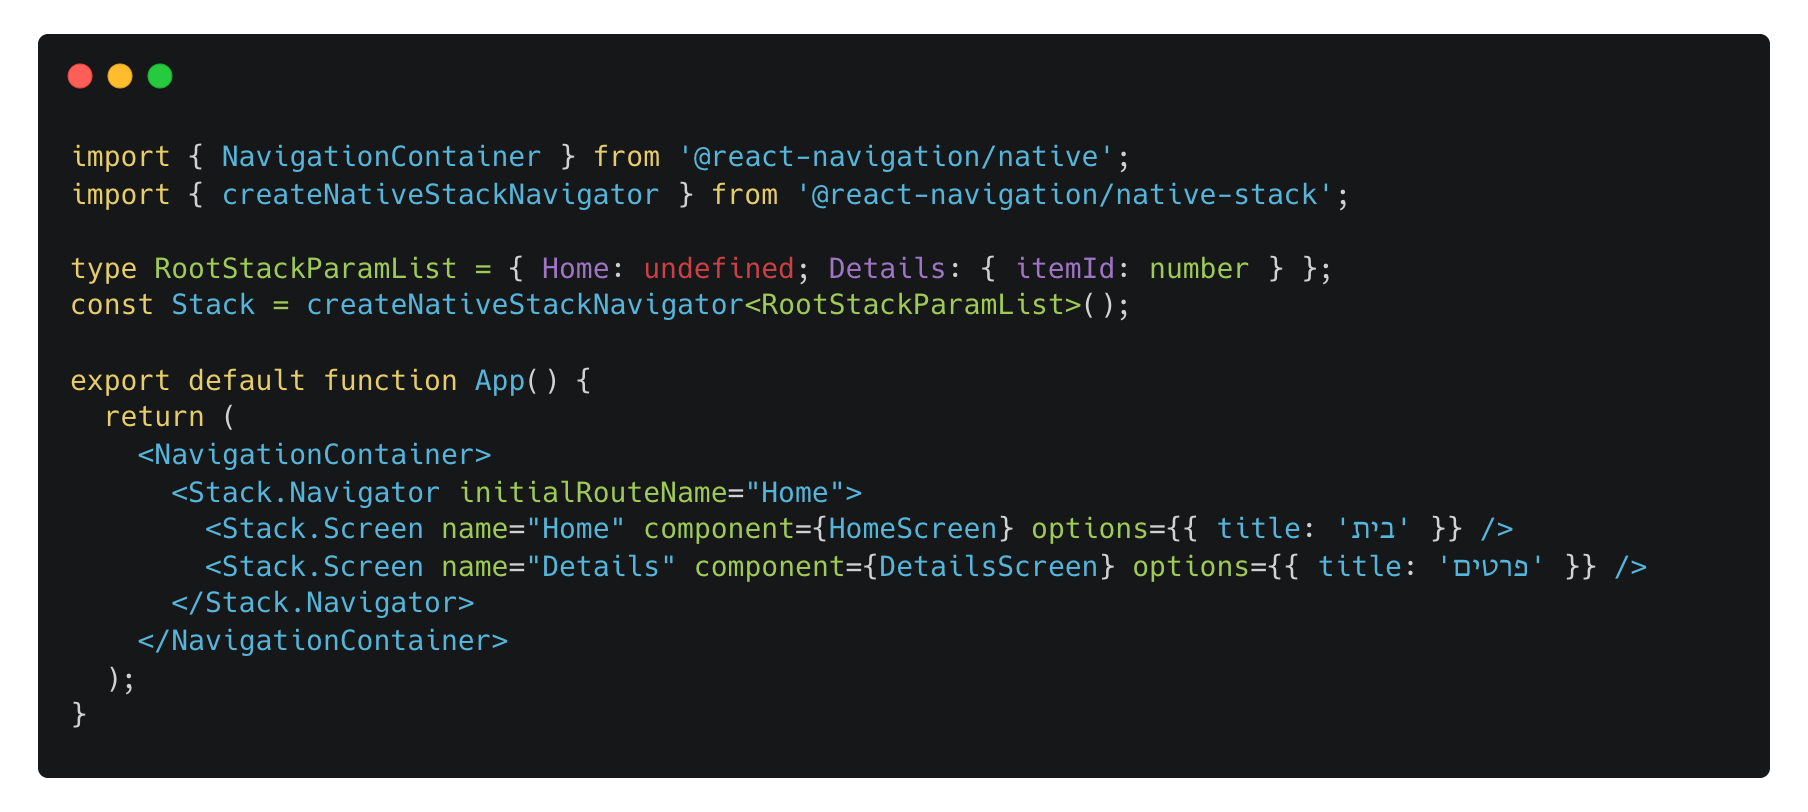 import { NavigationContainer } from '@react-navigation/native';
import { createNativeStackNavigator } from '@react-navigation/native-stack';

type RootStackParamList = { Home: undefined; Details: { itemId: number } };
const Stack = createNativeStackNavigator<RootStackParamList>();

export default function App() {
  return (
    <NavigationContainer>
      <Stack.Navigator initialRouteName="Home">
        <Stack.Screen name="Home" component={HomeScreen} options={{ title: 'בית' }} />
        <Stack.Screen name="Details" component={DetailsScreen} options={{ title: 'פרטים' }} />
      </Stack.Navigator>
    </NavigationContainer>
  );
}